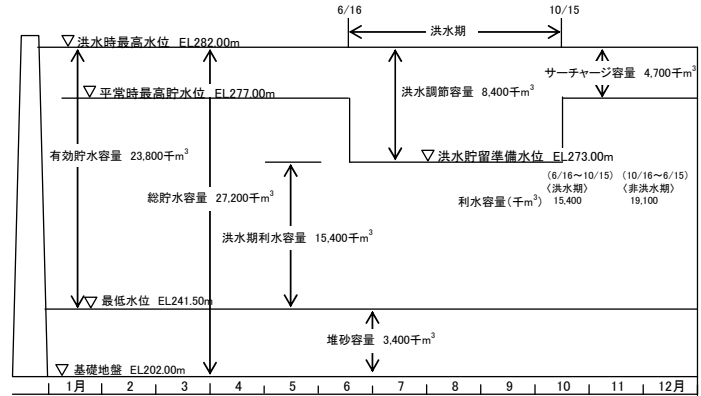 6/16
10/15
洪水期
▽ 洪水時最高水位 EL282.00m
サーチャージ容量 4,700千m³
▽ 平常時最高貯水位 EL277.00m
洪水調節容量 8,400千m³
有効貯水容量 23,800千m³
▽ 洪水貯留準備水位 EL273.00m
(6/16～10/15) (10/16～6/15)
〈洪水期〉 〈非洪水期〉
利水容量(千m³) 15,400 19,100
総貯水容量 27,200千m³
洪水期利水容量 15,400千m³
▽ 最低水位 EL241.50m
堆砂容量 3,400千m³
▽ 基礎地盤 EL202.00m
1月 2 3 4 5 6 7 8 9 10 11 12月